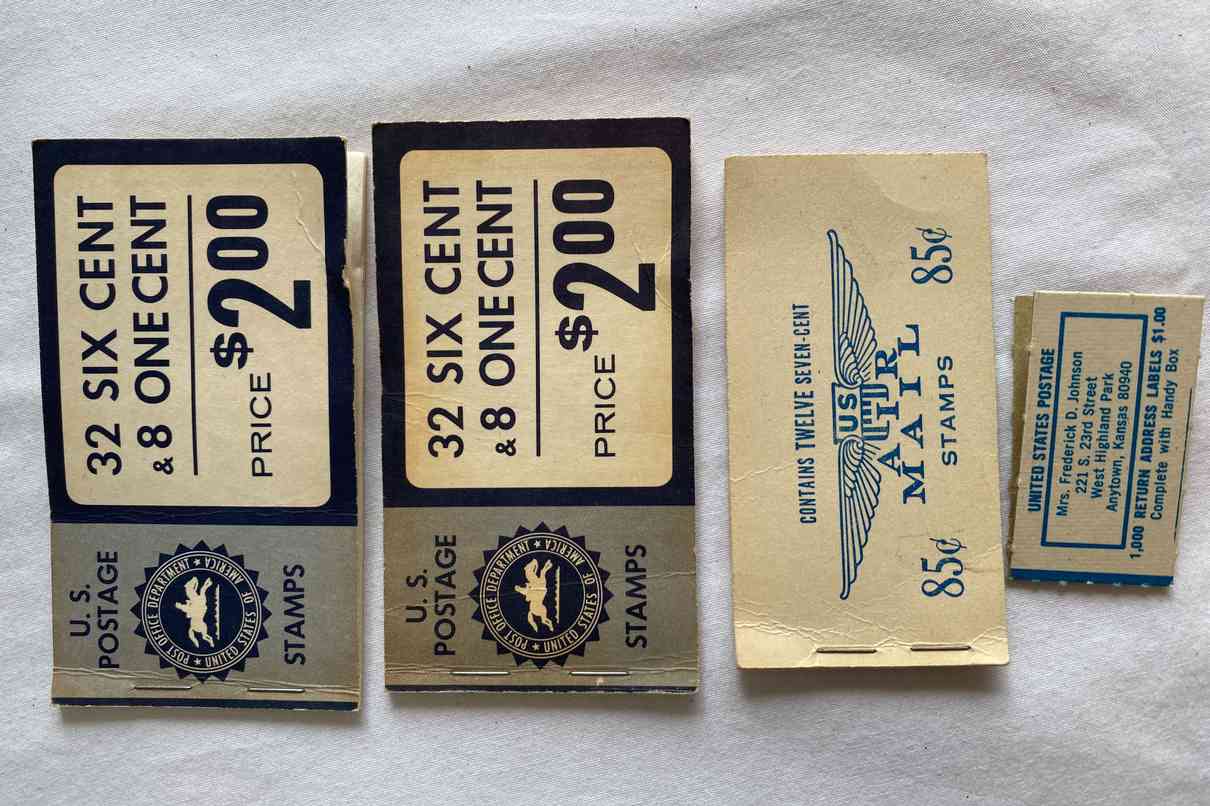 32 SIX CENT
& 8 ONE CENT
PRICE $2.00
U. S.
POSTAGE
POST OFFICE DEPARTMENT ★ UNITED STATES OF AMERICA ★
STAMPS
32 SIX CENT
& 8 ONE CENT
PRICE $2.00
U. S.
POSTAGE
POST OFFICE DEPARTMENT ★ UNITED STATES OF AMERICA ★
STAMPS
CONTAINS TWELVE SEVEN-CENT
US
AIR
MAIL
85¢ STAMPS 85¢
UNITED STATES POSTAGE
Mrs. Frederick D. Johnson
221 S. 23rd Street
West Highland Park
Anytown, Kansas 80940
1,000 RETURN ADDRESS LABELS $1.00
Complete with Handy Box